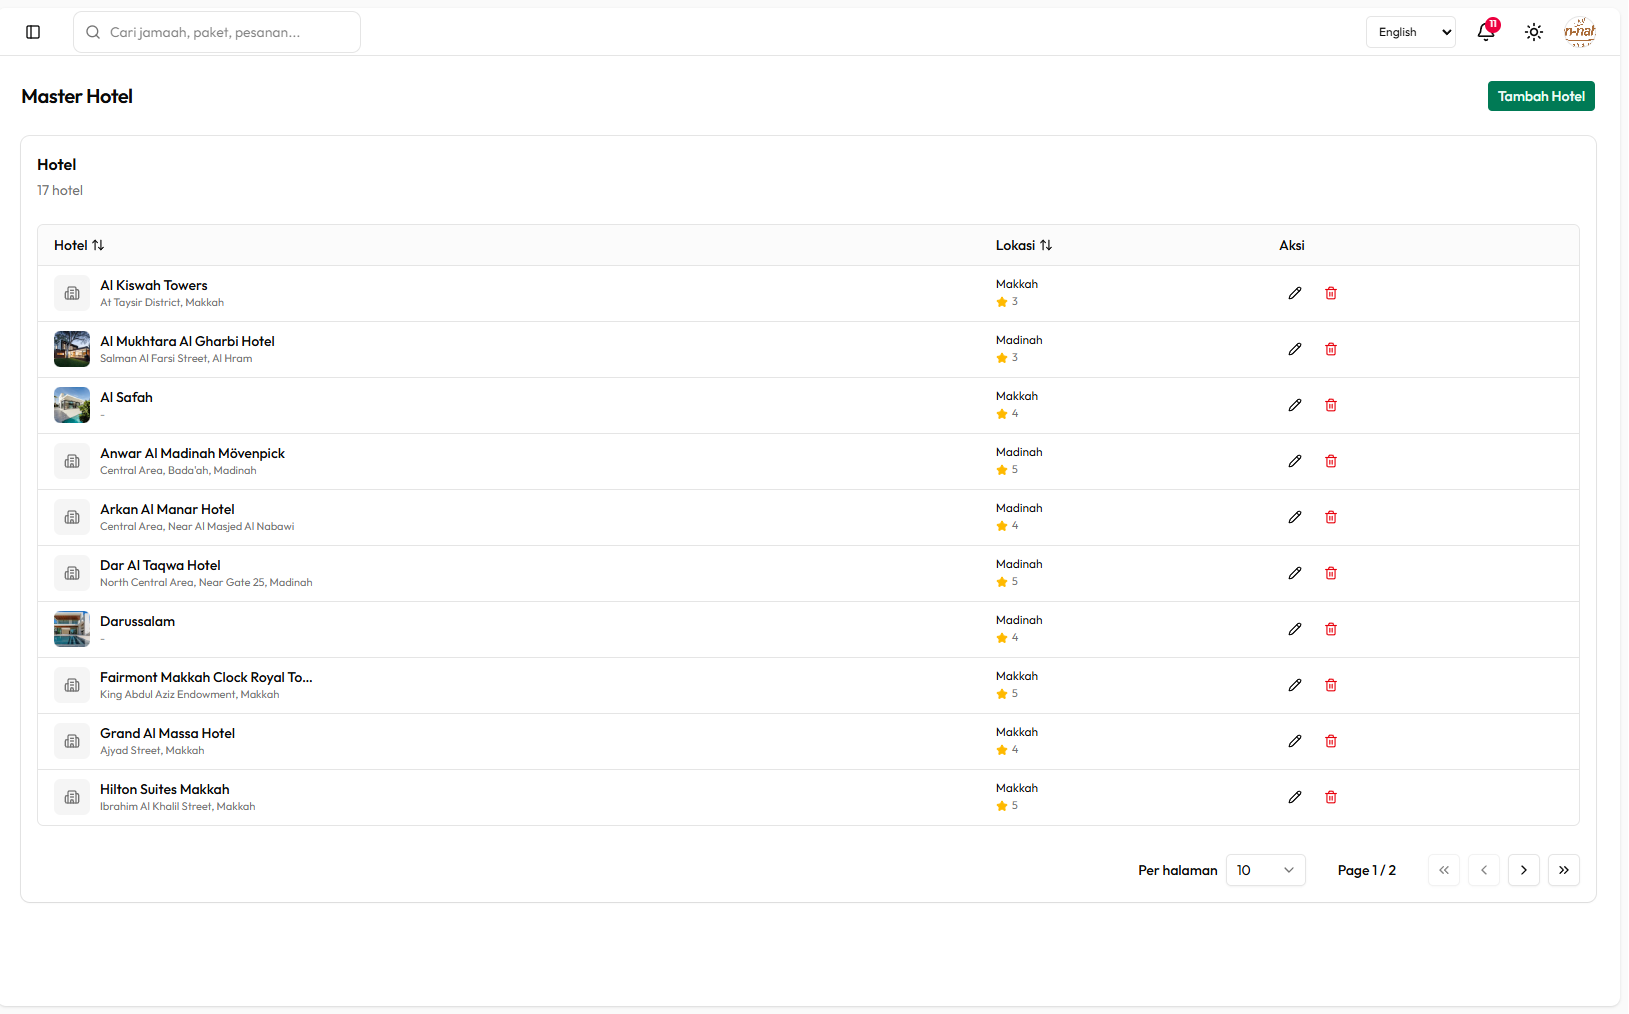 Cari jamaah, paket, pesanan...
English
11
Master Hotel
Tambah Hotel
Hotel
17 hotel
Hotel
Lokasi
Aksi
Al Kiswah Towers
At Taysir District, Makkah
Makkah
3
Al Mukhtara Al Gharbi Hotel
Salman Al Farsi Street, Al Hram
Madinah
3
Al Safah
-
Makkah
4
Anwar Al Madinah Mövenpick
Central Area, Bada'ah, Madinah
Madinah
5
Arkan Al Manar Hotel
Central Area, Near Al Masjed Al Nabawi
Madinah
4
Dar Al Taqwa Hotel
North Central Area, Near Gate 25, Madinah
Madinah
5
Darussalam
-
Madinah
4
Fairmont Makkah Clock Royal To...
King Abdul Aziz Endowment, Makkah
Makkah
5
Grand Al Massa Hotel
Ajyad Street, Makkah
Makkah
4
Hilton Suites Makkah
Ibrahim Al Khalil Street, Makkah
Makkah
5
Per halaman
10
Page 1 / 2